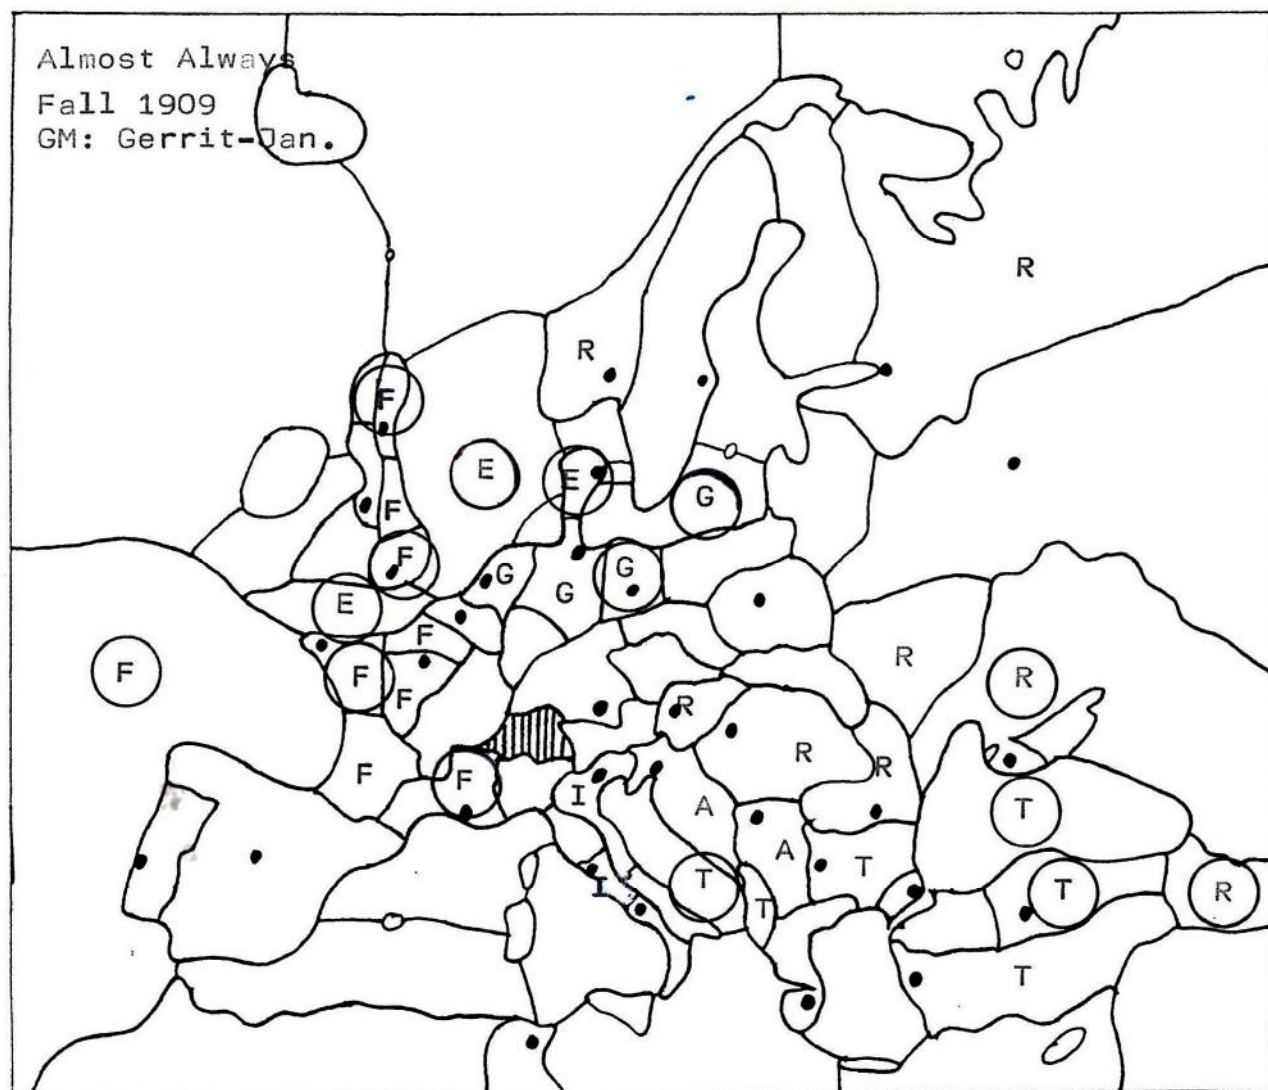 Almost Always
Fall 1909
GM: Gerrit-Jan.
R
R
F
E E G
F
F G G G
E
F R
F F F R R
F F R R
I A T
A T
I T T T R
T